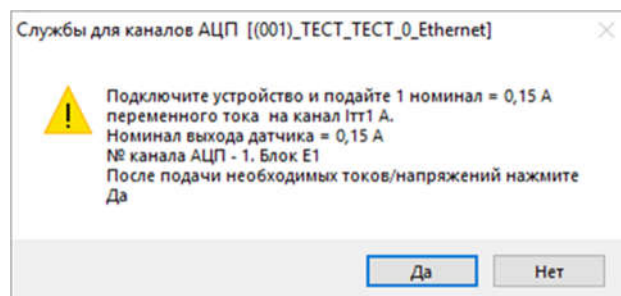 Службы для каналов АЦП [(001)_ТЕСТ_ТЕСТ_0_Ethernet]
Подключите устройство и подайте 1 номинал = 0,15 А
переменного тока на канал Iтт1 А.
Номинал выхода датчика = 0,15 А
№ канала АЦП - 1. Блок Е1
После подачи необходимых токов/напряжений нажмите
Да
Да
Нет